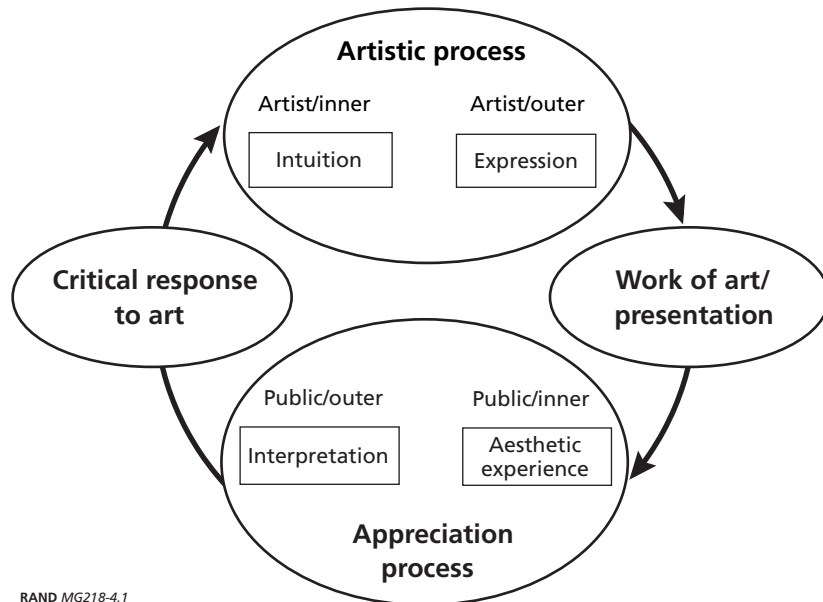 Artistic process
Artist/inner
Artist/outer
Intuition
Expression
Critical response
to art
Work of art/
presentation
Public/outer
Public/inner
Interpretation
Aesthetic
experience
Appreciation
process
RAND MG218-4.1